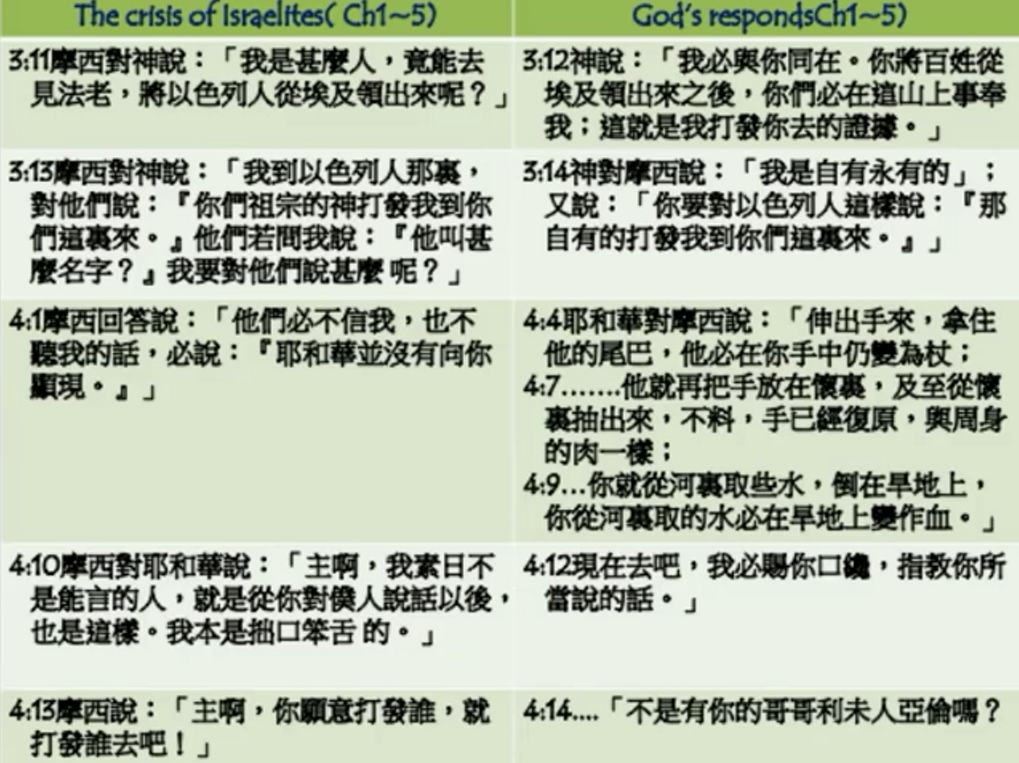 The crisis of Israelites( Ch1~5)
God's respondsCh1~5)
3:11摩西對神說：「我是甚麼人，竟能去
見法老，將以色列人從埃及領出來呢？」
3:12神說：「我必與你同在。你將百姓從
埃及領出來之後，你們必在這山上事奉
我；這就是我打發你去的證據。」
3:13摩西對神說：「我到以色列人那裏，
對他們說：『你們祖宗的神打發我到你
們這裏來。』他們若問我說：『他叫甚
麼名字？』我要對他們說甚麼 呢？」
3:14神對摩西說：「我是自有永有的」；
又說：「你要對以色列人這樣說：『那
自有的打發我到你們這裏來。』」
4:1摩西回答說：「他們必不信我，也不
聽我的話，必說：『耶和華並沒有向你
顯現。』」
4:4耶和華對摩西說：「伸出手來，拿住
他的尾巴，他必在你手中仍變為杖；
4:7…….他就再把手放在懷裏，及至從懷
裏抽出來，不料，手已經復原，與周身
的肉一樣；
4:9…你就從河裏取些水，倒在旱地上，
你從河裏取的水必在旱地上變作血。」
4:10摩西對耶和華說：「主啊，我素日不
是能言的人，就是從你對僕人說話以後，
也是這樣。我本是拙口笨舌 的。」
4:12現在去吧，我必賜你口纔，指教你所
當說的話。」
4:13摩西說：「主啊，你願意打發誰，就
打發誰去吧！」
4:14....「不是有你的哥哥利未人亞倫嗎？